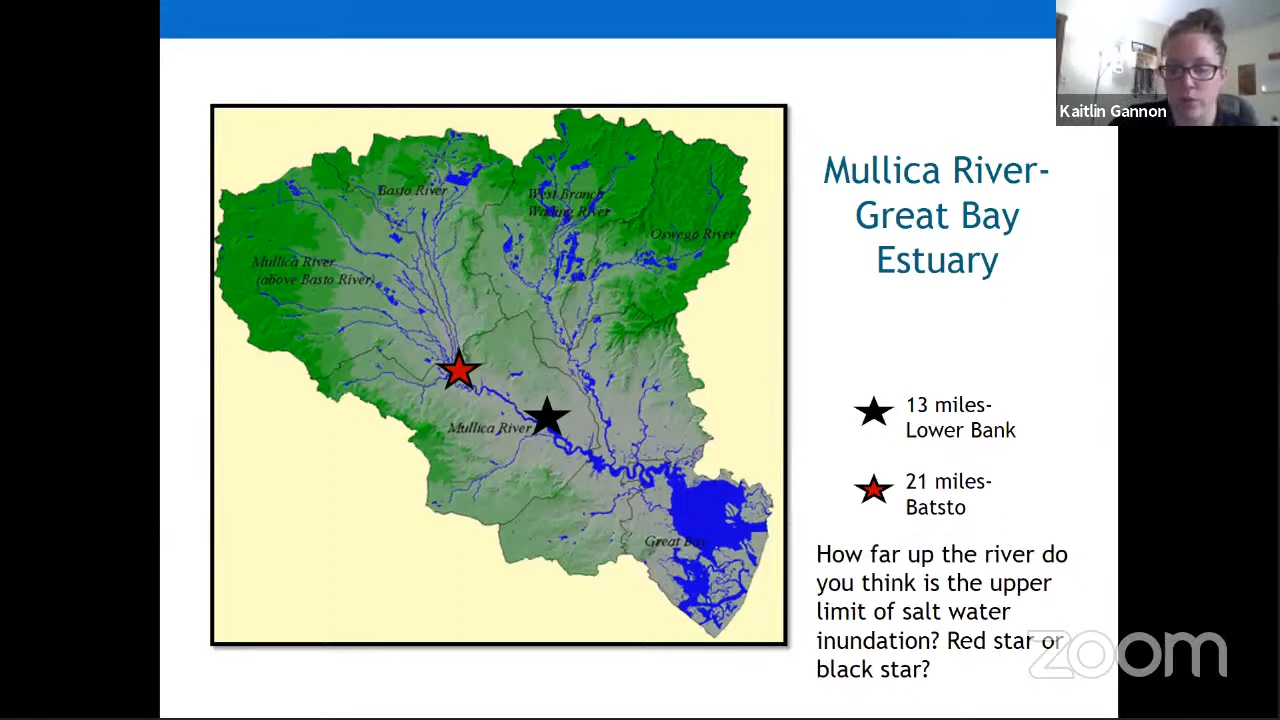 Kaitlin Gannon
Mullica River-
Great Bay
Estuary
Basto River
West Branch
Wading River
Oswego River
Mullica River
(above Basto River)
Mullica River
Great Bay
13 miles-
Lower Bank
21 miles-
Batsto
How far up the river do
you think is the upper
limit of salt water
inundation? Red star or
black star?
zoom